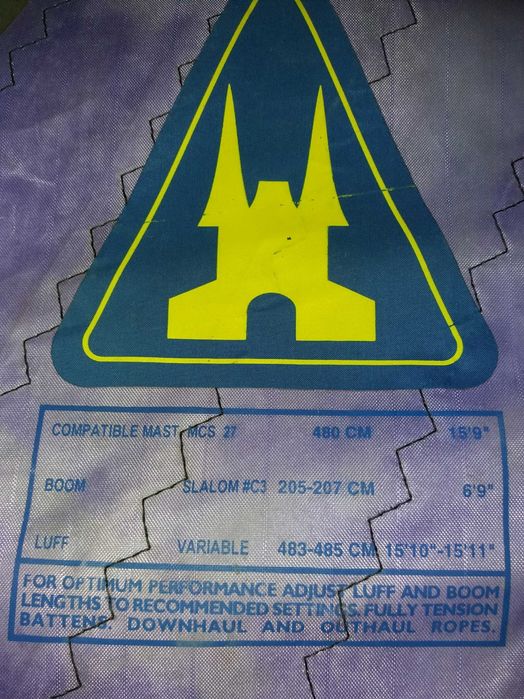 COMPATIBLE MAST MCS 27 480 CM 15'9"
BOOM SLALOM #C3 205-207 CM 6'9"
LUFF VARIABLE 483-485 CM 15'10"-15'11"
FOR OPTIMUM PERFORMANCE ADJUST LUFF AND BOOM
LENGTHS TO RECOMMENDED SETTINGS. FULLY TENSION
BATTENS, DOWNHAUL AND OUTHAUL ROPES.